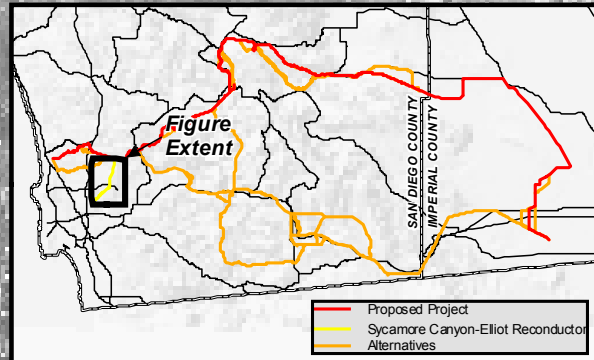 Figure
Extent
SAN DIEGO COUNTY
IMPERIAL COUNTY
Proposed Project
Sycamore Canyon-Elliot Reconductor
Alternatives